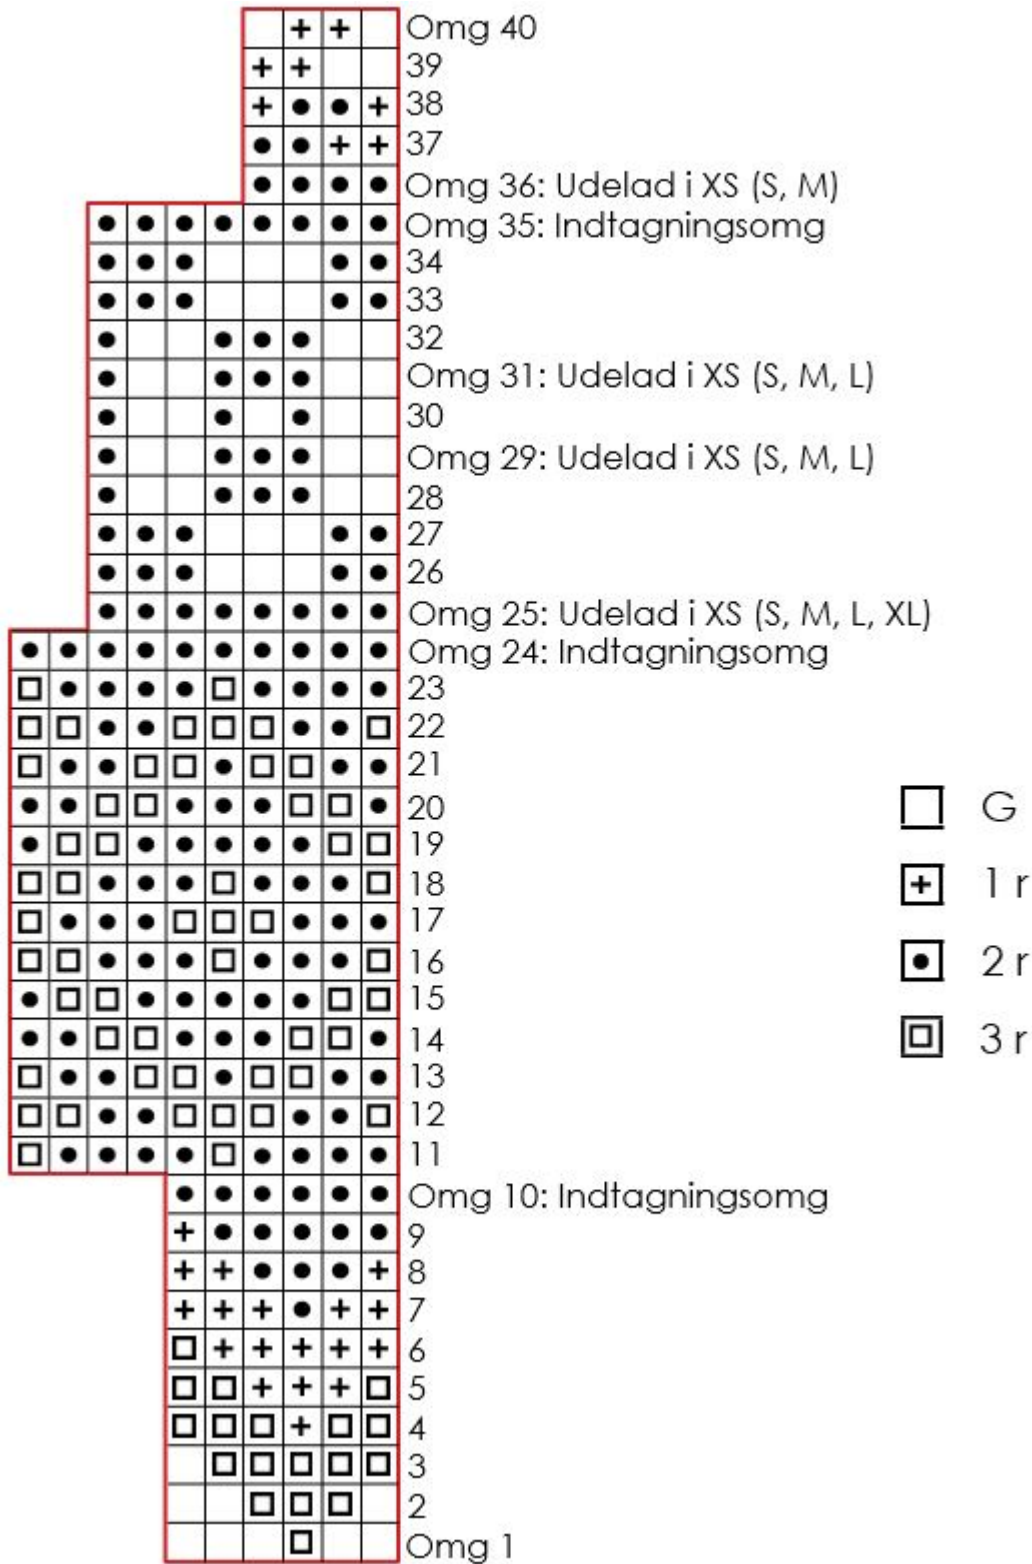 Omg 40
39
38
37
Omg 36: Udelad i XS (S, M)
Omg 35: Indtagningsomg
34
33
32
Omg 31: Udelad i XS (S, M, L)
30
Omg 29: Udelad i XS (S, M, L)
28
27
26
Omg 25: Udelad i XS (S, M, L, XL)
Omg 24: Indtagningsomg
23
22
21
20
19
18
17
16
15
14
13
12
11
Omg 10: Indtagningsomg
9
8
7
6
5
4
3
2
Omg 1
G
1 r
2 r
3 r